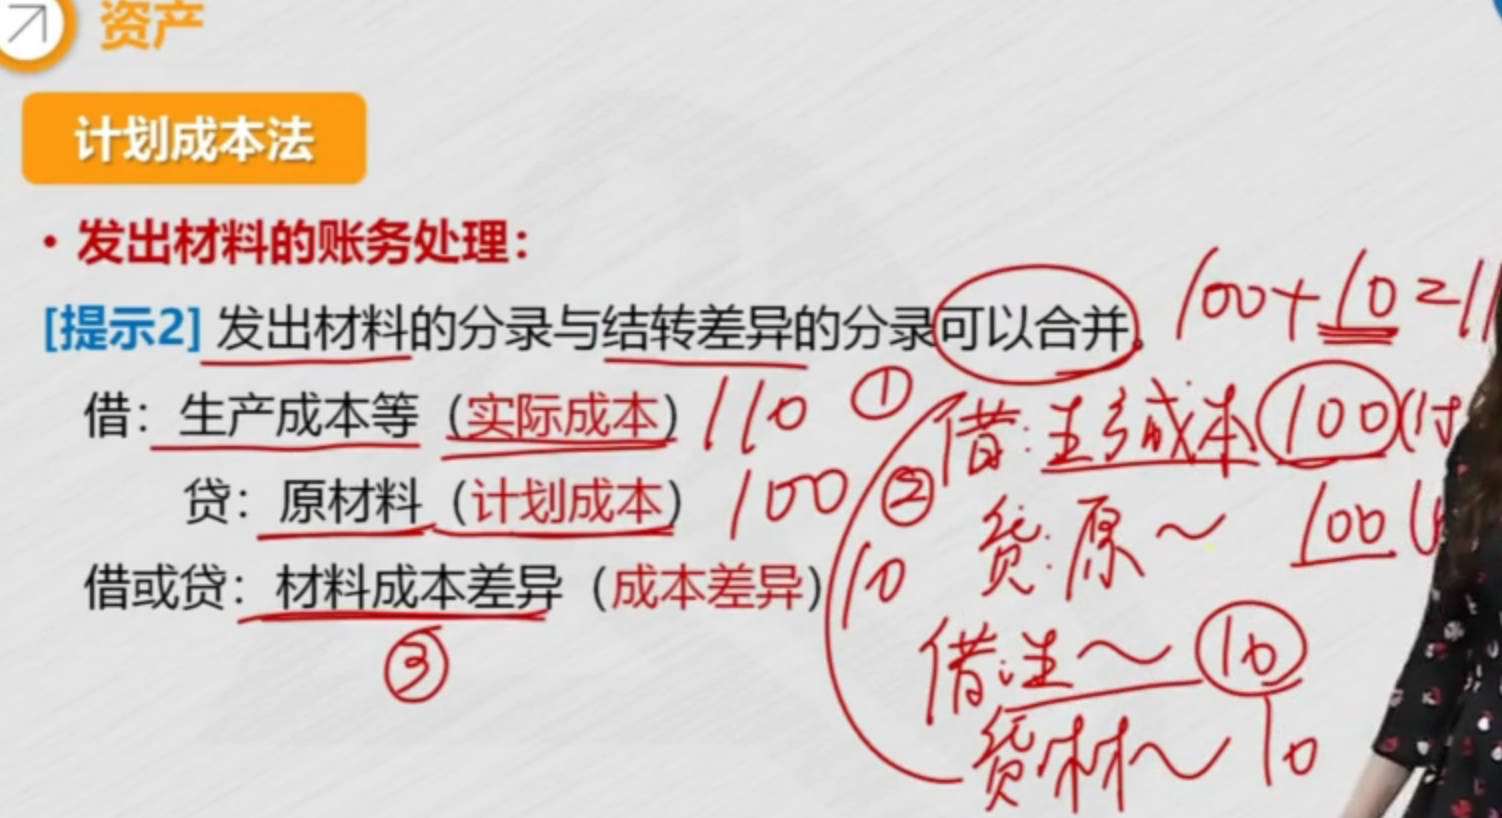 资产
计划成本法
• 发出材料的账务处理：
[提示2] 发出材料的分录与结转差异的分录可以合并。
100+10=11
借：生产成本等（实际成本）110 ①
借:生产成本 100(计
贷：原材料（计划成本）100 ②
贷:原～ 100(
借或贷：材料成本差异（成本差异）10
③
借:生～ 10
贷材～ 10